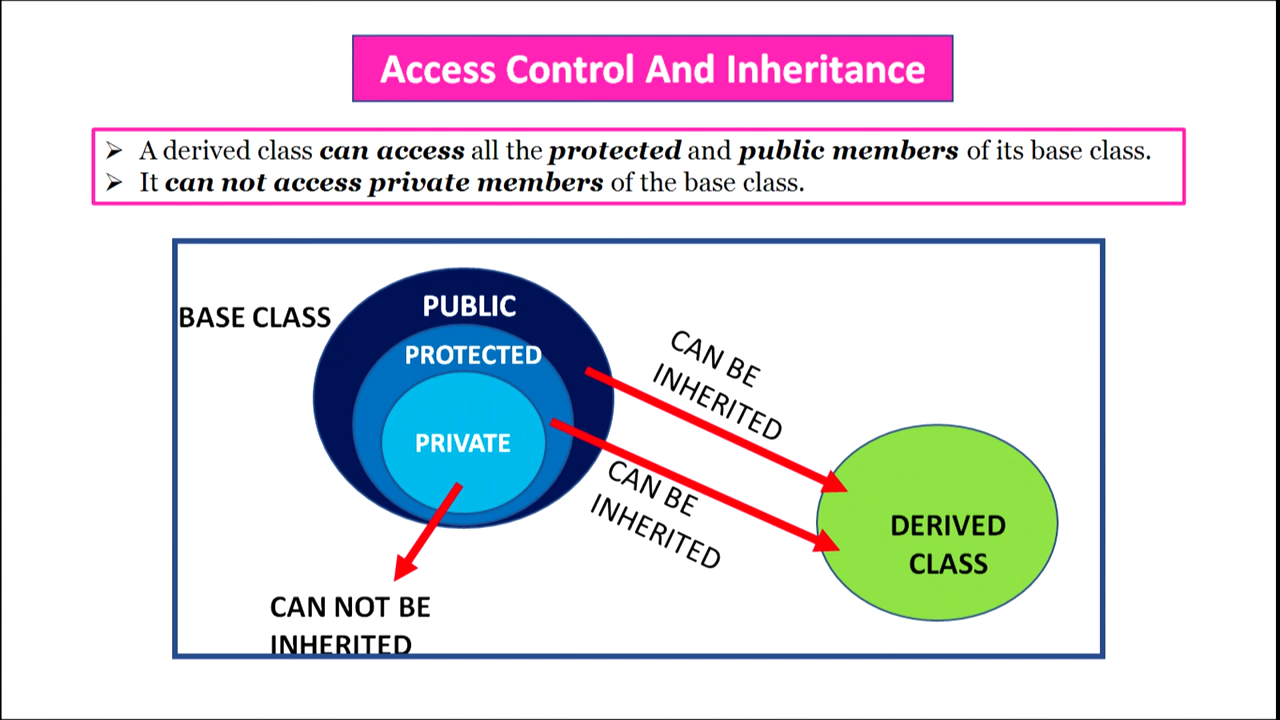 Access Control And Inheritance
➢ A derived class can access all the protected and public members of its base class.
➢ It can not access private members of the base class.
BASE CLASS
PUBLIC
PROTECTED
PRIVATE
CAN BE
INHERITED
CAN BE
INHERITED
DERIVED
CLASS
CAN NOT BE
INHERITED